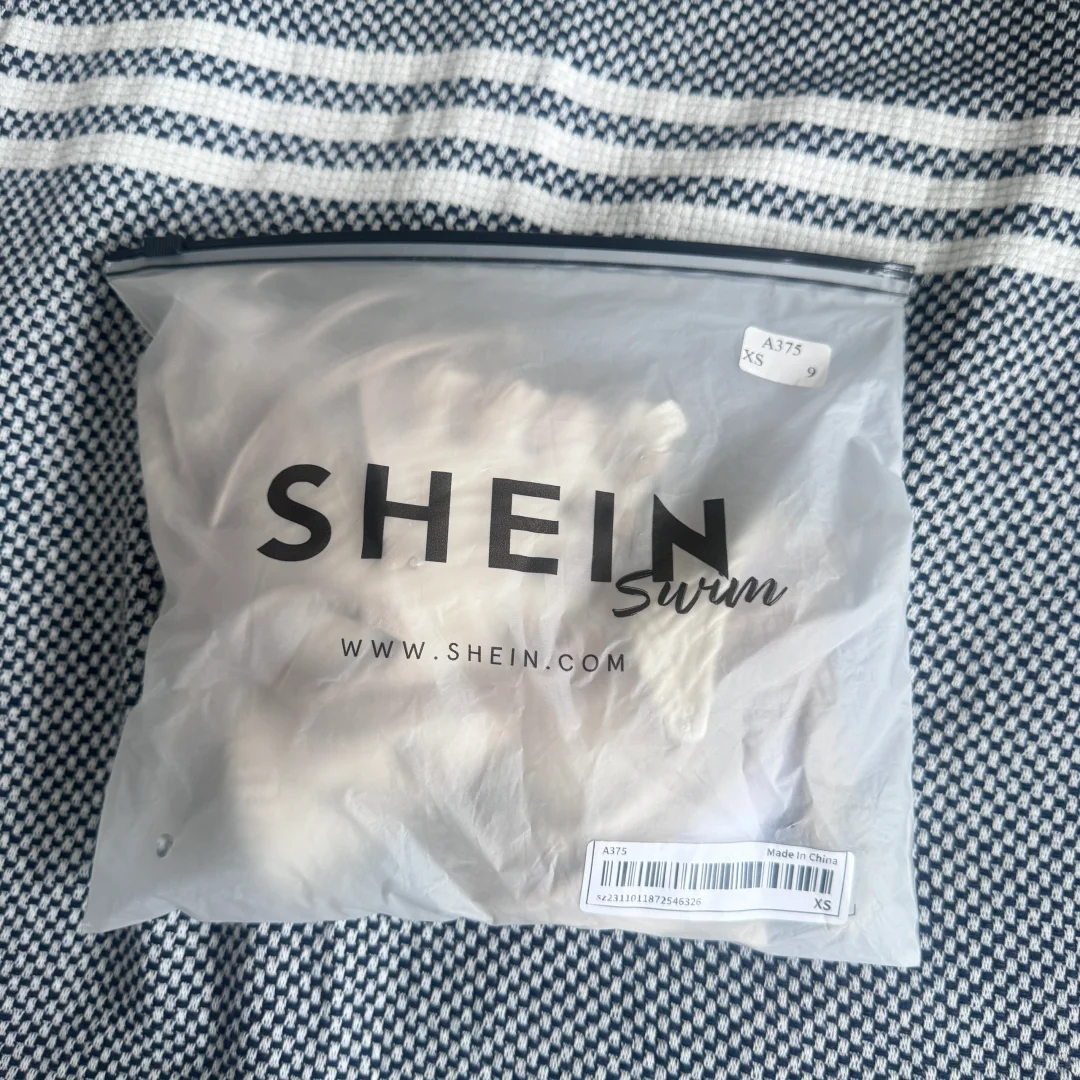 A375
XS 9
SHEIN
Swim
WWW.SHEIN.COM
A375 Made In China
sz2311011872546326
XS